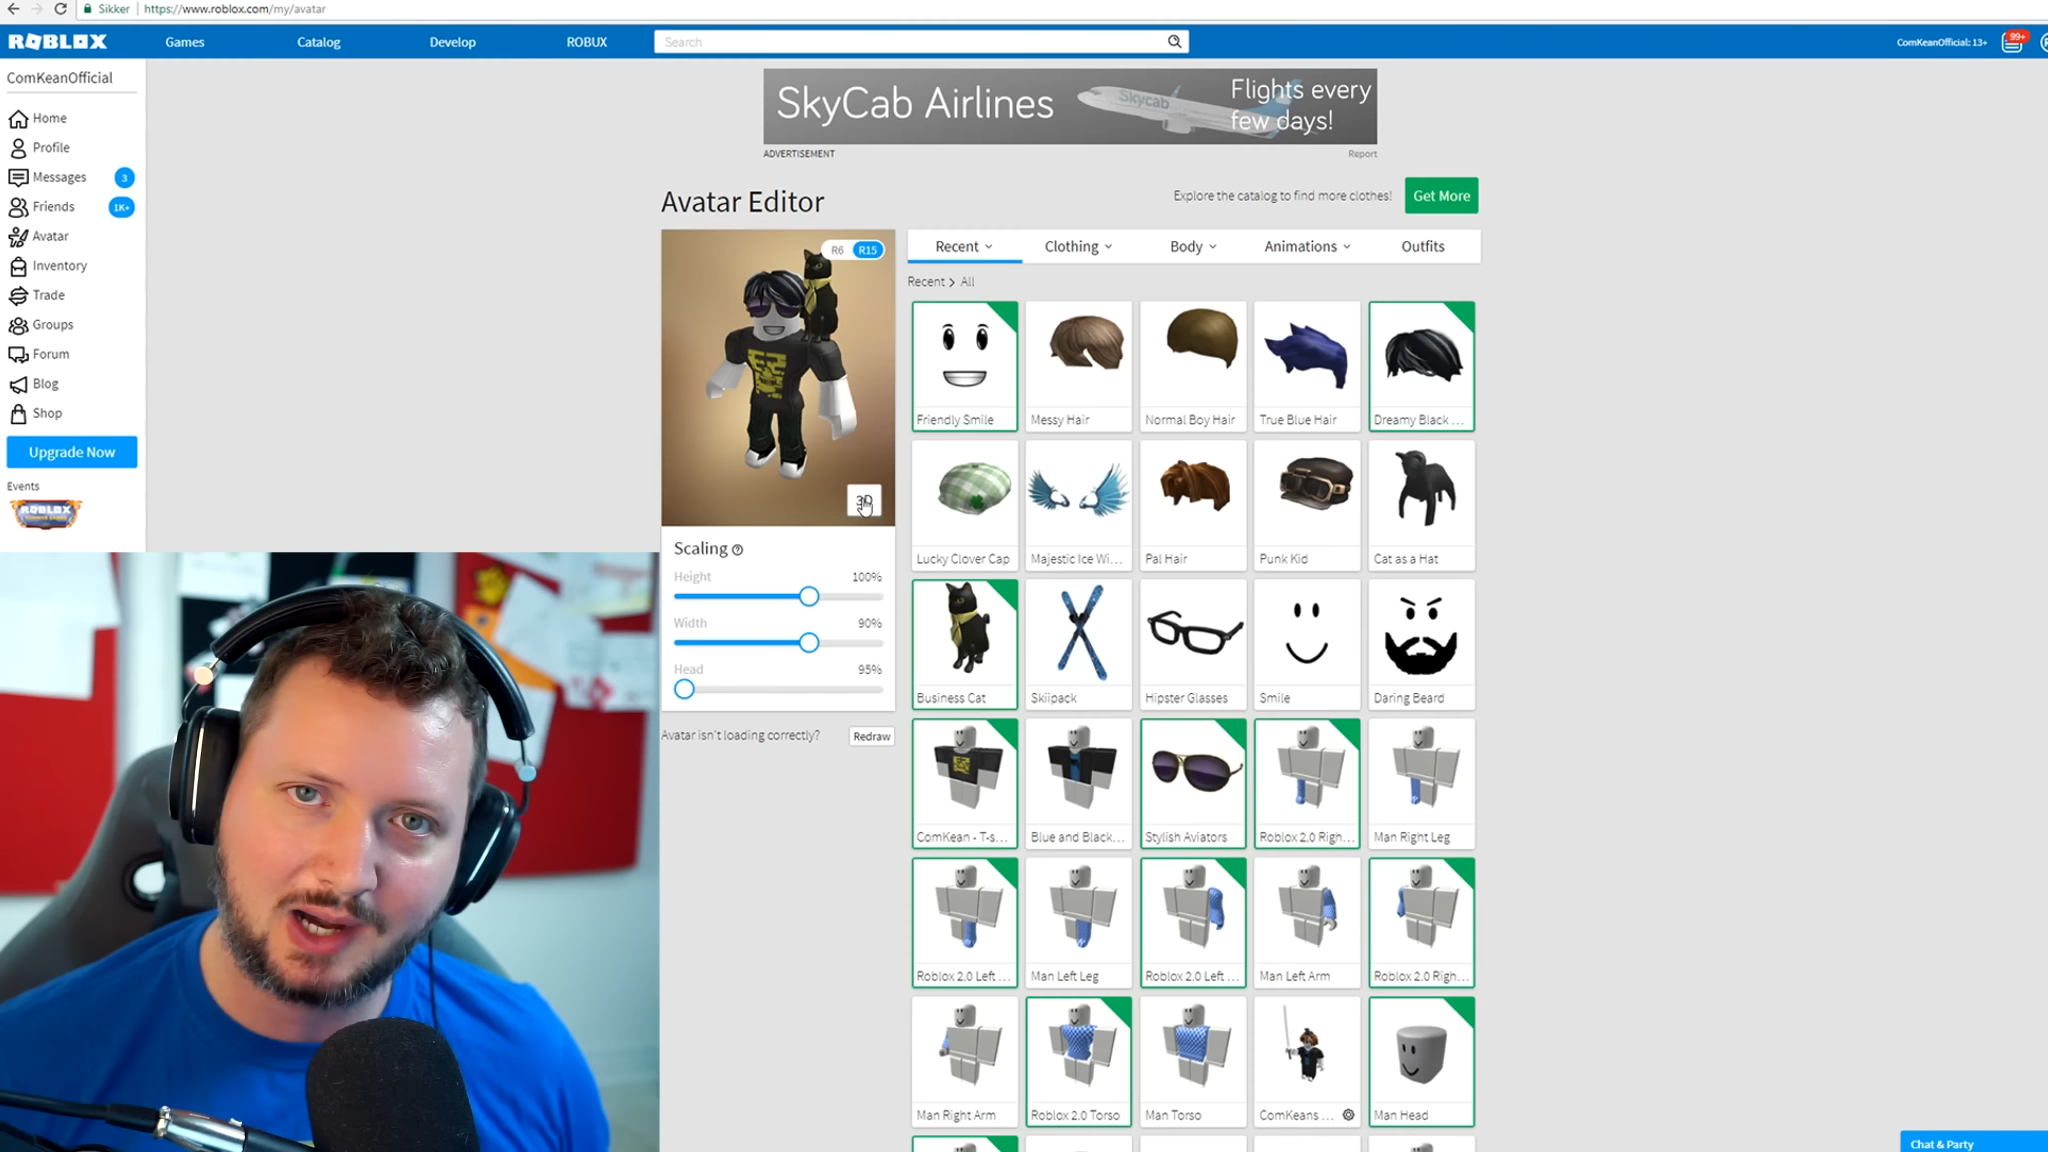 Sikker https://www.roblox.com/my/avatar
ROBLOX Games Catalog Develop ROBUX Search ComKeanOfficial: 13+ 99+
ComKeanOfficial
Home
Profile
Messages 3
Friends 1K+
Avatar
Inventory
Trade
Groups
Forum
Blog
Shop
Upgrade Now
Events
ROBLOX
SkyCab Airlines
Skycab
Flights every
few days!
ADVERTISEMENT Report
Avatar Editor
Explore the catalog to find more clothes! Get More
R6 R15
3D
Scaling
Height 100%
Width 90%
Head 95%
Avatar isn't loading correctly? Redraw
Recent Clothing Body Animations Outfits
Recent > All
Friendly Smile Messy Hair Normal Boy Hair True Blue Hair Dreamy Black ...
Lucky Clover Cap Majestic Ice Wi... Pal Hair Punk Kid Cat as a Hat
Business Cat Skiipack Hipster Glasses Smile Daring Beard
ComKean - T-s... Blue and Black... Stylish Aviators Roblox 2.0 Righ... Man Right Leg
Roblox 2.0 Left ... Man Left Leg Roblox 2.0 Left ... Man Left Arm Roblox 2.0 Righ...
Man Right Arm Roblox 2.0 Torso Man Torso ComKeans ... Man Head
Chat & Party